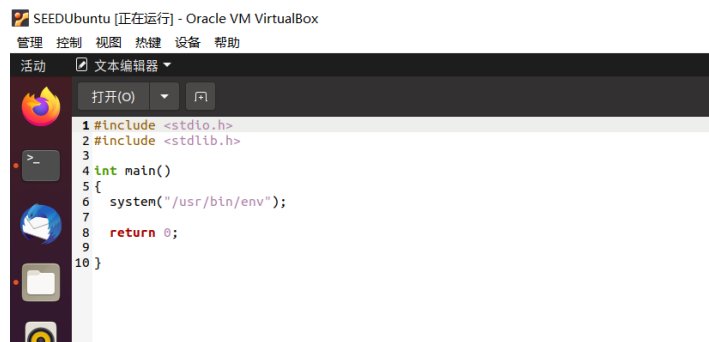 SEEDUbuntu [正在运行] - Oracle VM VirtualBox
管理 控制 视图 热键 设备 帮助
活动 文本编辑器
打开(O)
1 #include <stdio.h>
2 #include <stdlib.h>
3
4 int main()
5 {
6   system("/usr/bin/env");
7
8   return 0;
9
10 }